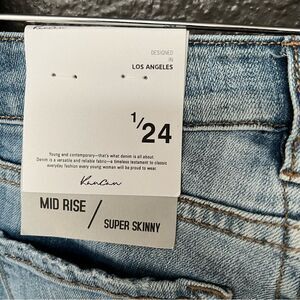 DESIGNED
IN
LOS ANGELES
1/24
Young and contemporary—that's what denim is all about.
Denim is a versatile and reliable fabric—a timeless testament to classic
everyday fashion every young woman will be proud to wear.
KanCan
MID RISE /
SUPER SKINNY